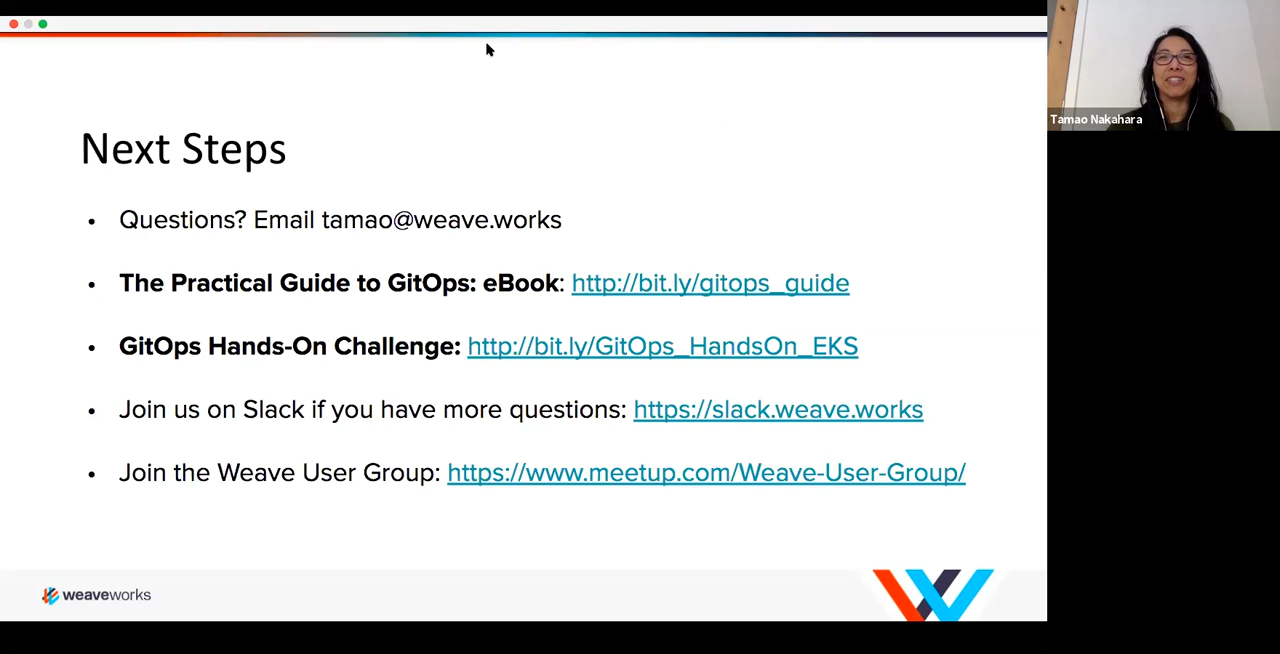 Tamao Nakahara
Next Steps
• Questions? Email tamao@weave.works
• The Practical Guide to GitOps: eBook: http://bit.ly/gitops_guide
• GitOps Hands-On Challenge: http://bit.ly/GitOps_HandsOn_EKS
• Join us on Slack if you have more questions: https://slack.weave.works
• Join the Weave User Group: https://www.meetup.com/Weave-User-Group/
weaveworks